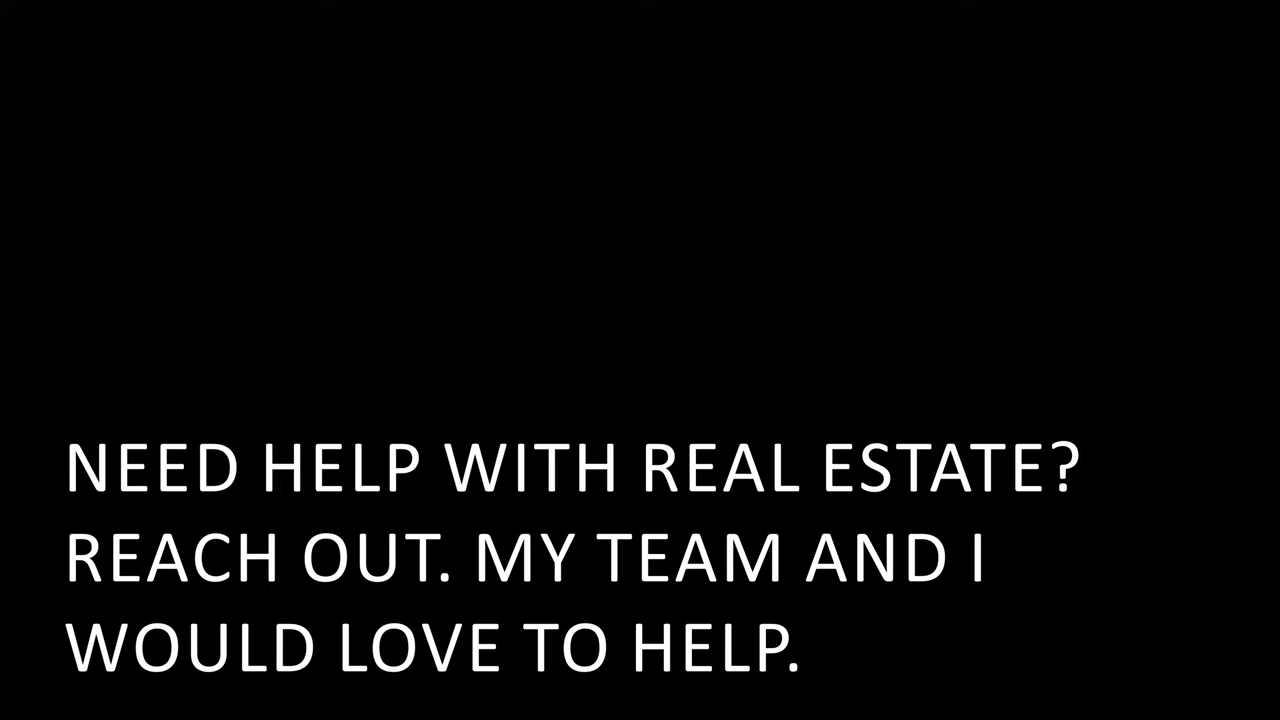 NEED HELP WITH REAL ESTATE?
REACH OUT. MY TEAM AND I
WOULD LOVE TO HELP.